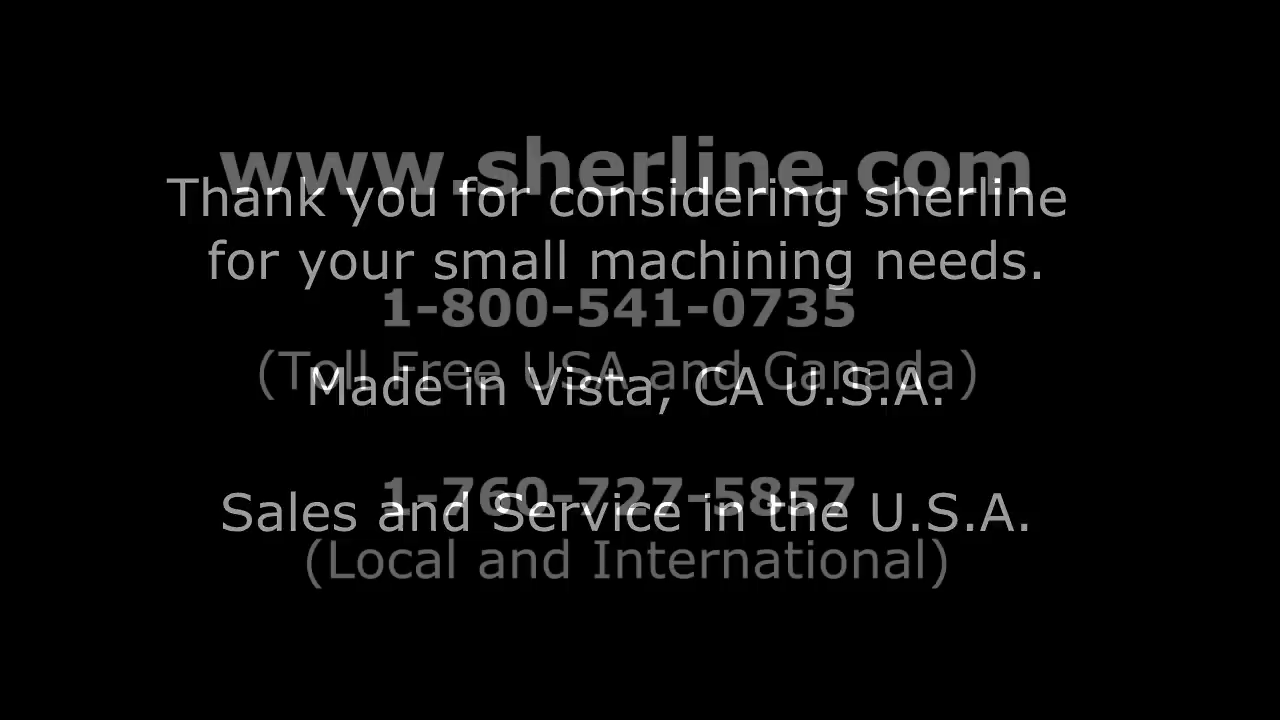 www.sherline.com
Thank you for considering sherline
for your small machining needs.
1-800-541-0735
(Toll Free USA and Canada)
Made in Vista, CA U.S.A.
1-760-727-5857
Sales and Service in the U.S.A.
(Local and International)